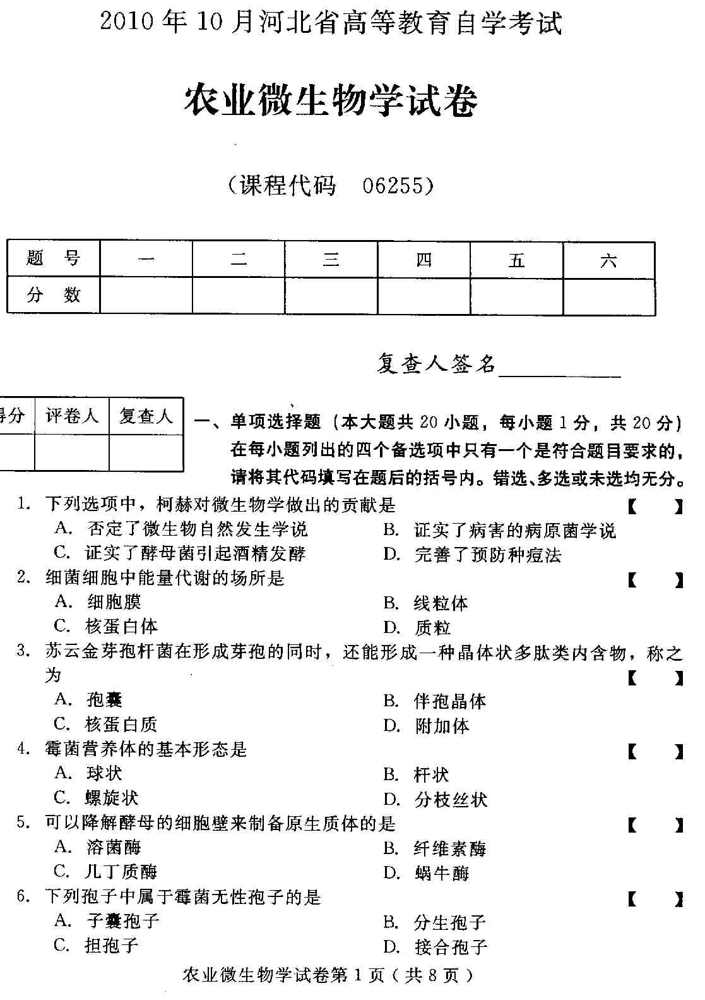 2010 年 10 月河北省高等教育自学考试
农业微生物学试卷
（课程代码 06255）
题 号 一 二 三 四 五 六
分 数
复查人签名
得分 评卷人 复查人
一、单项选择题（本大题共 20 小题，每小题 1 分，共 20 分）
在每小题列出的四个备选项中只有一个是符合题目要求的，
请将其代码填写在题后的括号内。错选、多选或未选均无分。
1. 下列选项中，柯赫对微生物学做出的贡献是 【 】
A. 否定了微生物自然发生学说 B. 证实了病害的病原菌学说
C. 证实了酵母菌引起酒精发酵 D. 完善了预防种痘法
2. 细菌细胞中能量代谢的场所是 【 】
A. 细胞膜 B. 线粒体
C. 核蛋白体 D. 质粒
3. 苏云金芽孢杆菌在形成芽孢的同时，还能形成一种晶体状多肽类内含物，称之
为 【 】
A. 孢囊 B. 伴孢晶体
C. 核蛋白质 D. 附加体
4. 霉菌营养体的基本形态是 【 】
A. 球状 B. 杆状
C. 螺旋状 D. 分枝丝状
5. 可以降解酵母的细胞壁来制备原生质体的是 【 】
A. 溶菌酶 B. 纤维素酶
C. 几丁质酶 D. 蜗牛酶
6. 下列孢子中属于霉菌无性孢子的是 【 】
A. 子囊孢子 B. 分生孢子
C. 担孢子 D. 接合孢子
农业微生物学试卷第 1 页（共 8 页）